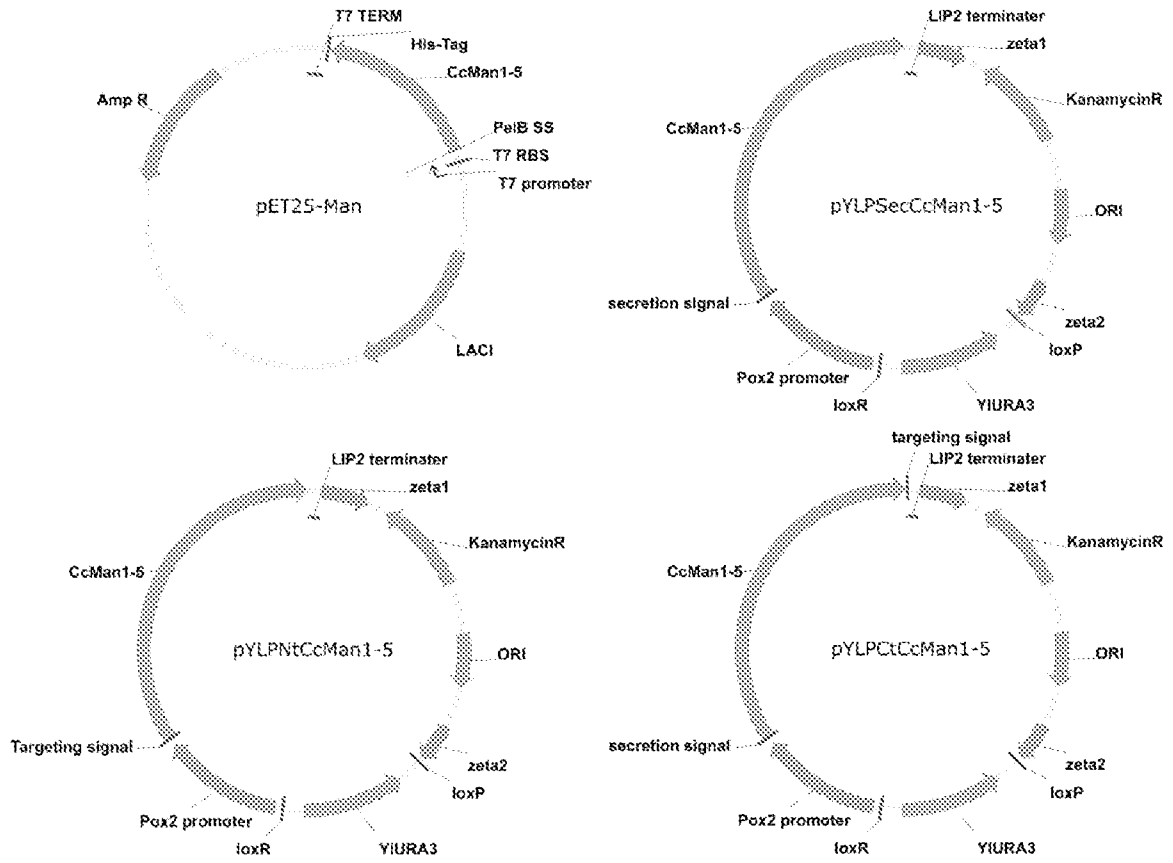 T7 TERM
His-Tag
CcMan1-5
Amp R
PelB SS
T7 RBS
T7 promoter
pET25-Man
LACI
LIP2 terminater
zeta1
KanamycinR
CcMan1-5
pYLPSecCcMan1-5
ORI
secretion signal
zeta2
loxP
Pox2 promoter
loxR
YlURA3
LIP2 terminater
zeta1
KanamycinR
CcMan1-5
pYLPNtCcMan1-5
ORI
Targeting signal
zeta2
loxP
Pox2 promoter
loxR
YlURA3
targeting signal
LIP2 terminater
zeta1
KanamycinR
CcMan1-5
pYLPCtCcMan1-5
ORI
secretion signal
zeta2
loxP
Pox2 promoter
loxR
YlURA3